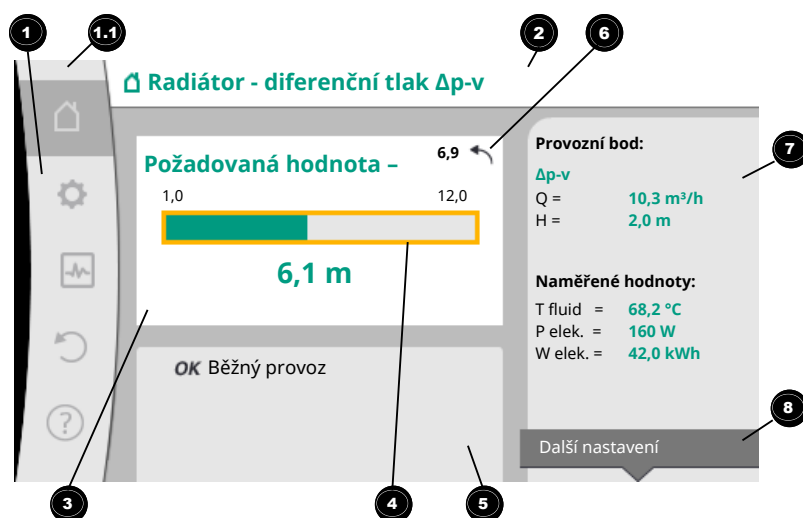 1
1.1
2
6
Radiátor - diferenční tlak Δp-v
7
Požadovaná hodnota –
6,9
1,0
12,0
6,1 m
OK Běžný provoz
Provozní bod:
Δp-v
Q = 10,3 m³/h
H = 2,0 m
Naměřené hodnoty:
T fluid = 68,2 °C
P elek. = 160 W
W elek. = 42,0 kWh
?
8
Další nastavení
3
4
5